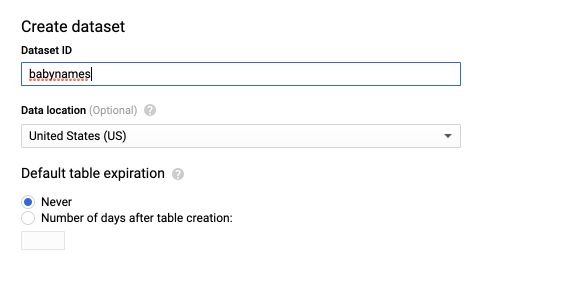 Create dataset
Dataset ID
babynames
Data location (Optional) ?
United States (US)
Default table expiration ?
Never
Number of days after table creation: